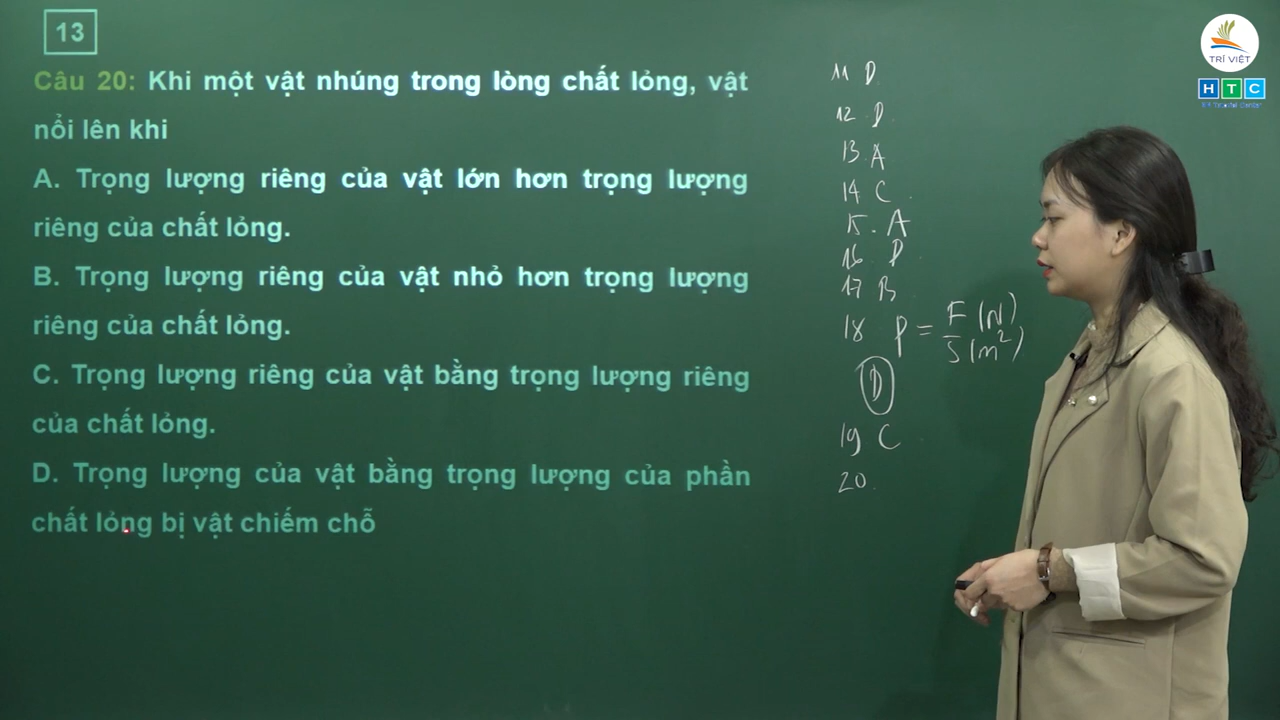 13
Câu 20: Khi một vật nhúng trong lòng chất lỏng, vật
nổi lên khi
A. Trọng lượng riêng của vật lớn hơn trọng lượng
riêng của chất lỏng.
B. Trọng lượng riêng của vật nhỏ hơn trọng lượng
riêng của chất lỏng.
C. Trọng lượng riêng của vật bằng trọng lượng riêng
của chất lỏng.
D. Trọng lượng của vật bằng trọng lượng của phần
chất lỏng bị vật chiếm chỗ
11 D.
12. D.
13. A
14 C.
15. A
16. D.
17 B.
18 P = F (N)
S (m²)
D
19 C
20.
TRÍ VIỆT
HTC